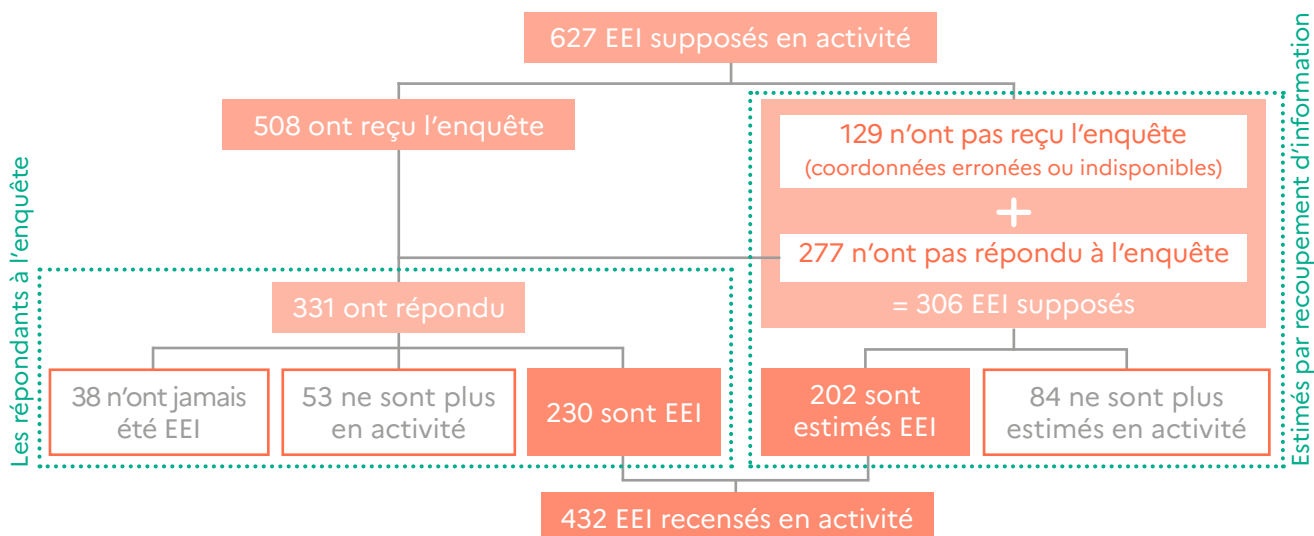 627 EEI supposés en activité
508 ont reçu l'enquête
129 n'ont pas reçu l'enquête
(coordonnées erronées ou indisponibles)
+
277 n'ont pas répondu à l'enquête
= 306 EEI supposés
331 ont répondu
38 n'ont jamais
été EEI
53 ne sont plus
en activité
230 sont EEI
202 sont
estimés EEI
84 ne sont plus
estimés en activité
432 EEI recensés en activité
Les répondants à l'enquête
Estimés par recoupement d'information